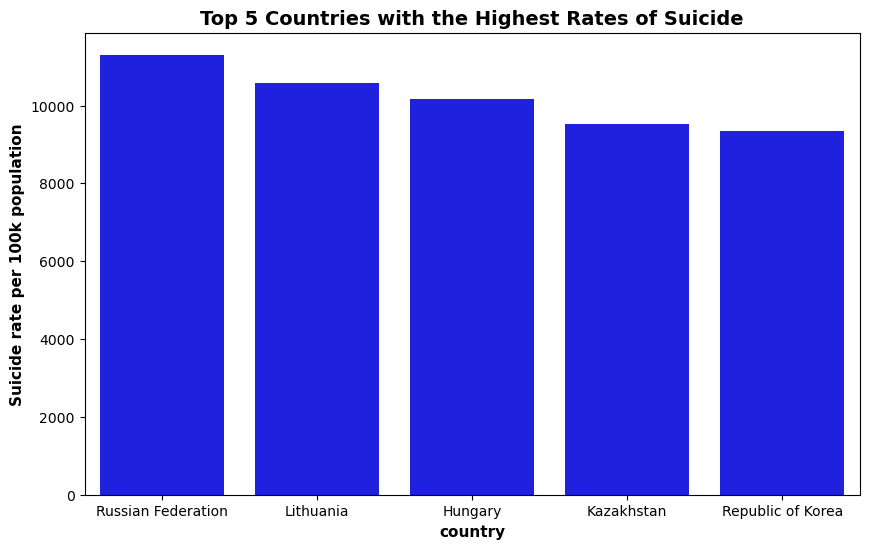 Top 5 Countries with the Highest Rates of Suicide
Suicide rate per 100k population
10000
8000
6000
4000
2000
0
Russian Federation
Lithuania
Hungary
Kazakhstan
Republic of Korea
country